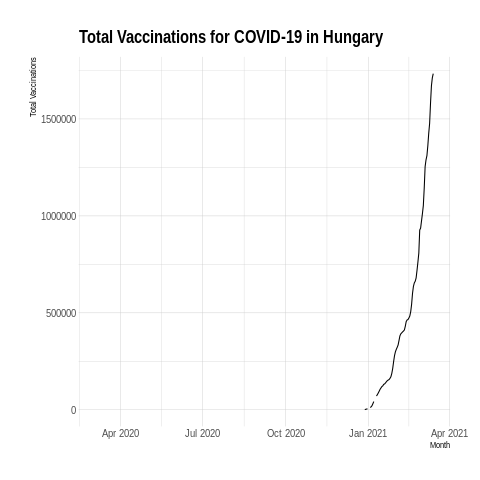 Total Vaccinations for COVID-19 in Hungary
Total Vaccinations
1500000
1000000
500000
0
Apr 2020 Jul 2020 Oct 2020 Jan 2021 Apr 2021
Month